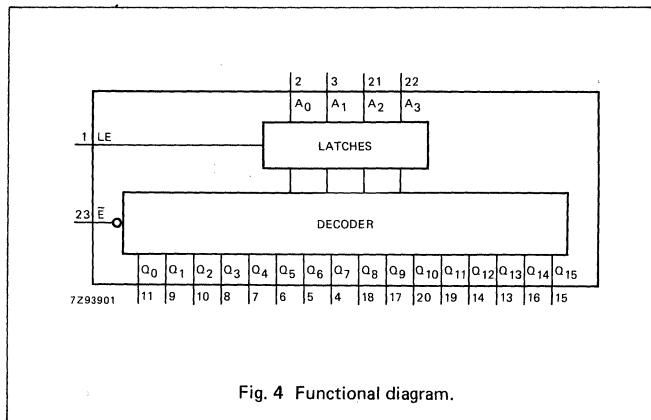 2 3 21 22
A0 A1 A2 A3
1 LE
LATCHES
23 E̅
DECODER
Q0 Q1 Q2 Q3 Q4 Q5 Q6 Q7 Q8 Q9 Q10 Q11 Q12 Q13 Q14 Q15
7Z93901 11 9 10 8 7 6 5 4 18 17 20 19 14 13 16 15
Fig. 4 Functional diagram.